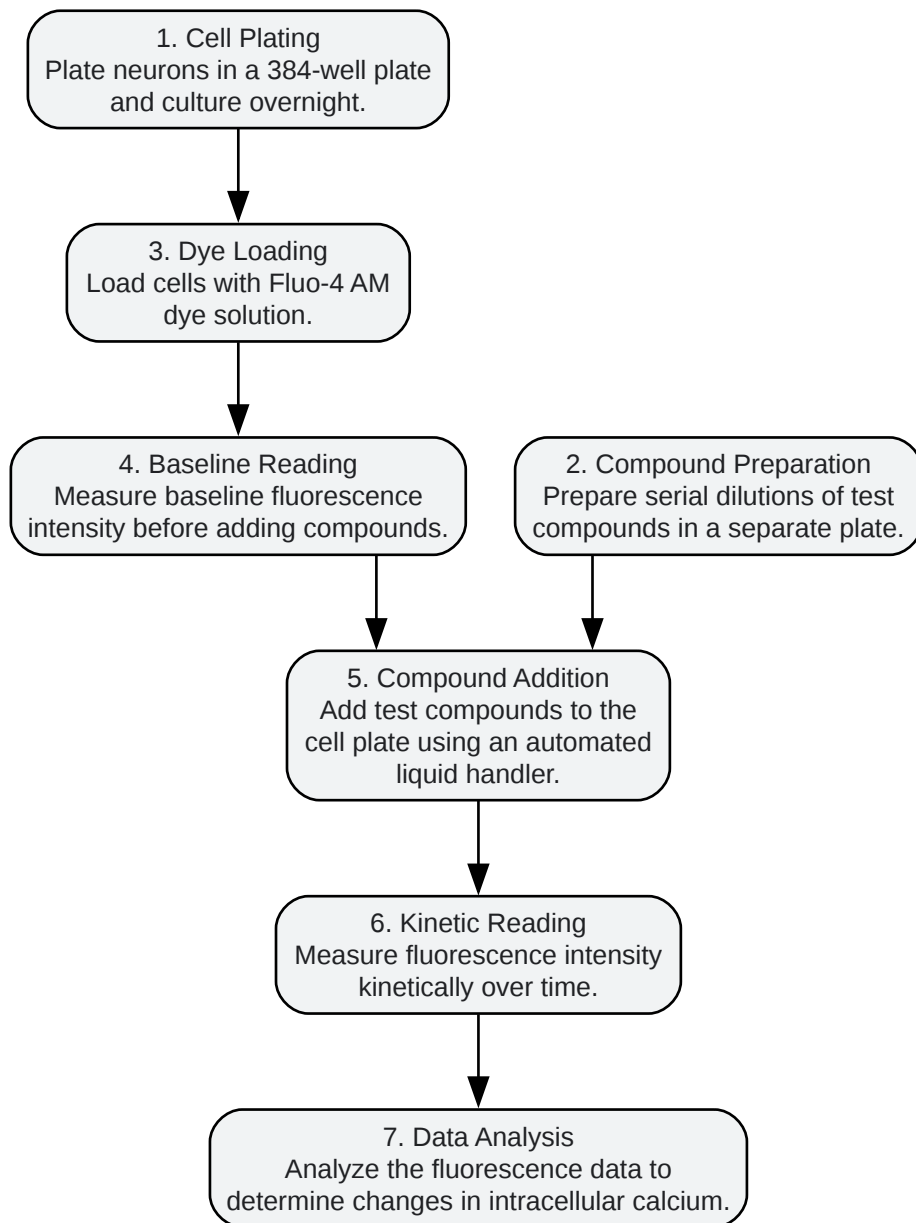 1. Cell Plating
Plate neurons in a 384-well plate
and culture overnight.
3. Dye Loading
Load cells with Fluo-4 AM
dye solution.
4. Baseline Reading
Measure baseline fluorescence
intensity before adding compounds.
2. Compound Preparation
Prepare serial dilutions of test
compounds in a separate plate.
5. Compound Addition
Add test compounds to the
cell plate using an automated
liquid handler.
6. Kinetic Reading
Measure fluorescence intensity
kinetically over time.
7. Data Analysis
Analyze the fluorescence data to
determine changes in intracellular calcium.